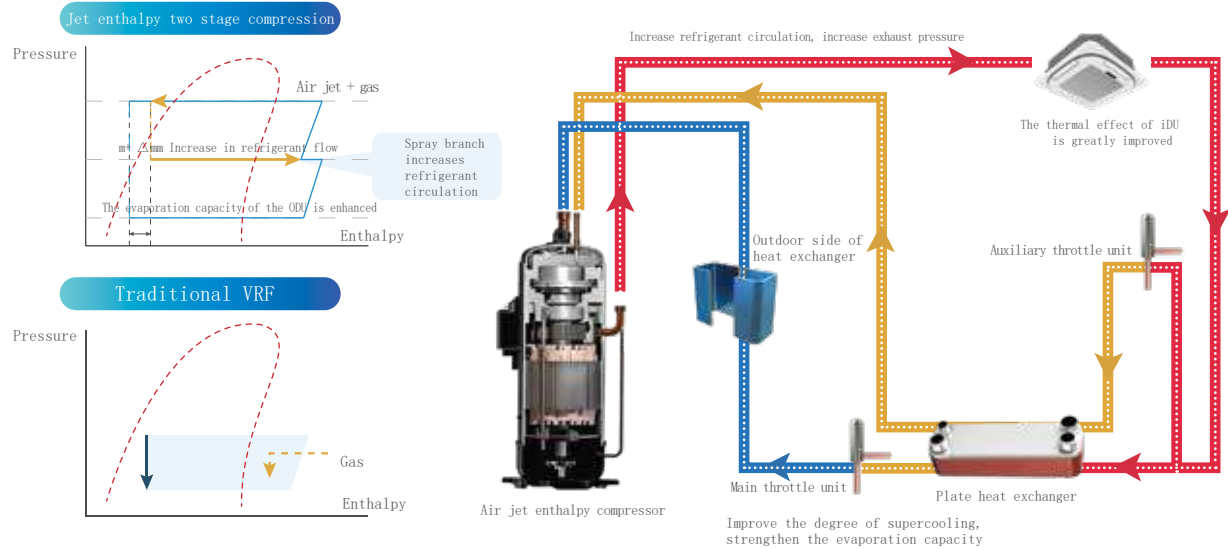 Jet enthalpy two stage compression
Pressure
Air jet + gas
m+ △mm Increase in refrigerant flow
Spray branch
increases
refrigerant
circulation
The evaporation capacity of the ODU is enhanced
Enthalpy
Traditional VRF
Pressure
Gas
Enthalpy
Increase refrigerant circulation, increase exhaust pressure
The thermal effect of iDU
is greatly improved
Outdoor side of
heat exchanger
Auxiliary throttle unit
Main throttle unit
Plate heat exchanger
Air jet enthalpy compressor
Improve the degree of supercooling,
strengthen the evaporation capacity